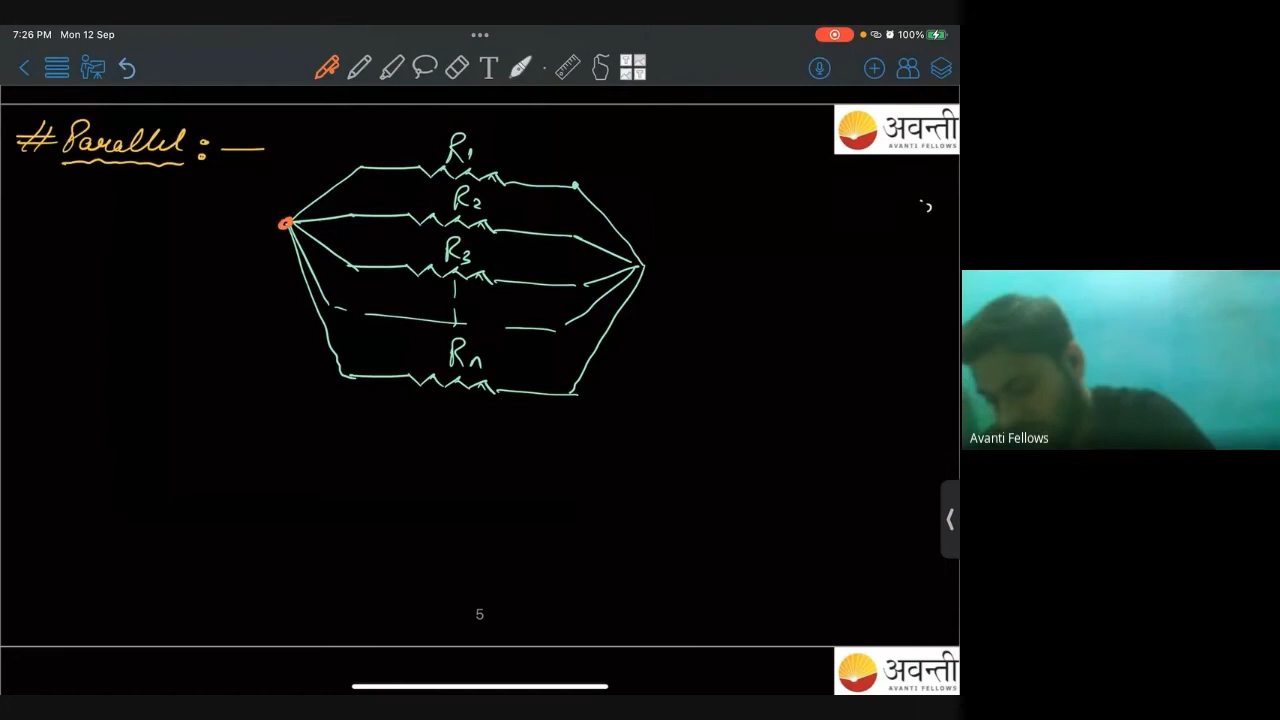 7:26 PM Mon 12 Sep
100%
T
# Parallel : —
अवन्ती
AVANTI FELLOWS
R1
R2
R3
Rn
Avanti Fellows
5
अवन्ती
AVANTI FELLOWS